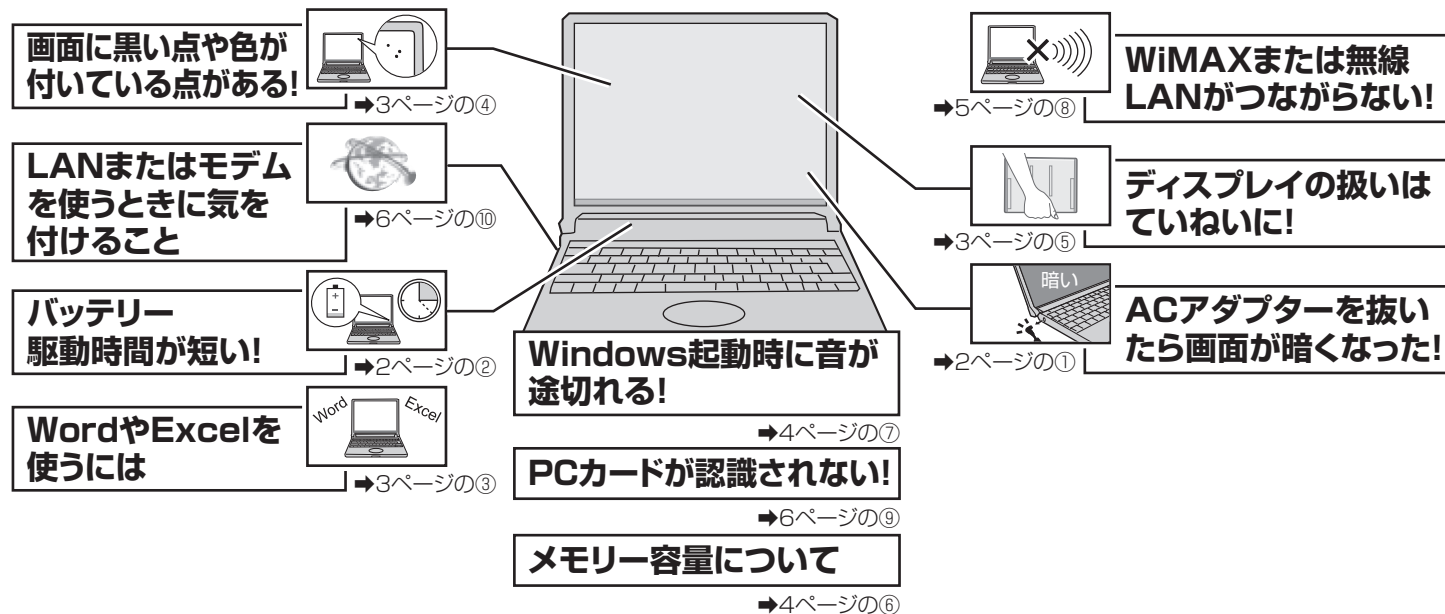 画面に黒い点や色が
付いている点がある!
➡3ページの④
LANまたはモデム
を使うときに気を
付けること
➡6ページの⑩
バッテリー
駆動時間が短い!
➡2ページの②
WordやExcelを
使うには
Word
Excel
➡3ページの③
Windows起動時に音が
途切れる!
➡4ページの⑦
PCカードが認識されない!
➡6ページの⑨
メモリー容量について
➡4ページの⑥
WiMAXまたは無線
LANがつながらない!
➡5ページの⑧
ディスプレイの扱いは
ていねいに!
➡3ページの⑤
暗い
ACアダプターを抜い
たら画面が暗くなった!
➡2ページの①